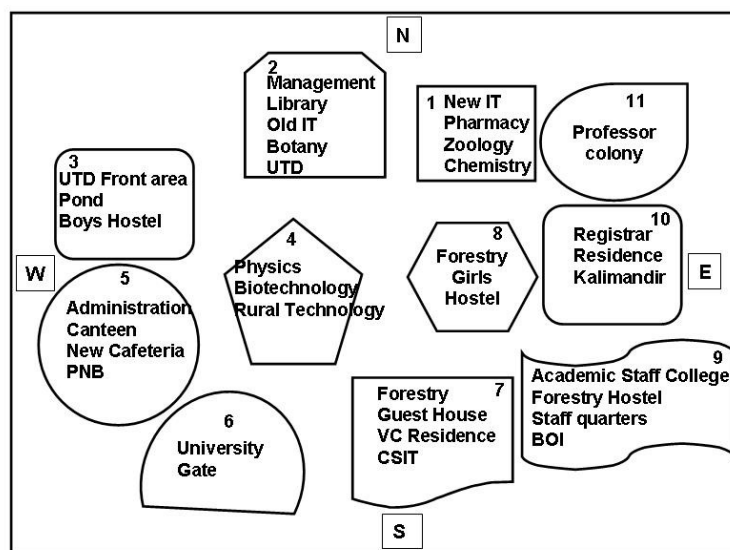 N
2
Management
Library
Old IT
Botany
UTD
1
New IT
Pharmacy
Zoology
Chemistry
11
Professor
colony
3
UTD Front area
Pond
Boys Hostel
W
4
Physics
Biotechnology
Rural Technology
8
Forestry
Girls
Hostel
10
Registrar
Residence
Kalimandir
E
5
Administration
Canteen
New Cafeteria
PNB
6
University
Gate
7
Forestry
Guest House
VC Residence
CSIT
9
Academic Staff College
Forestry Hostel
Staff quarters
BOI
S